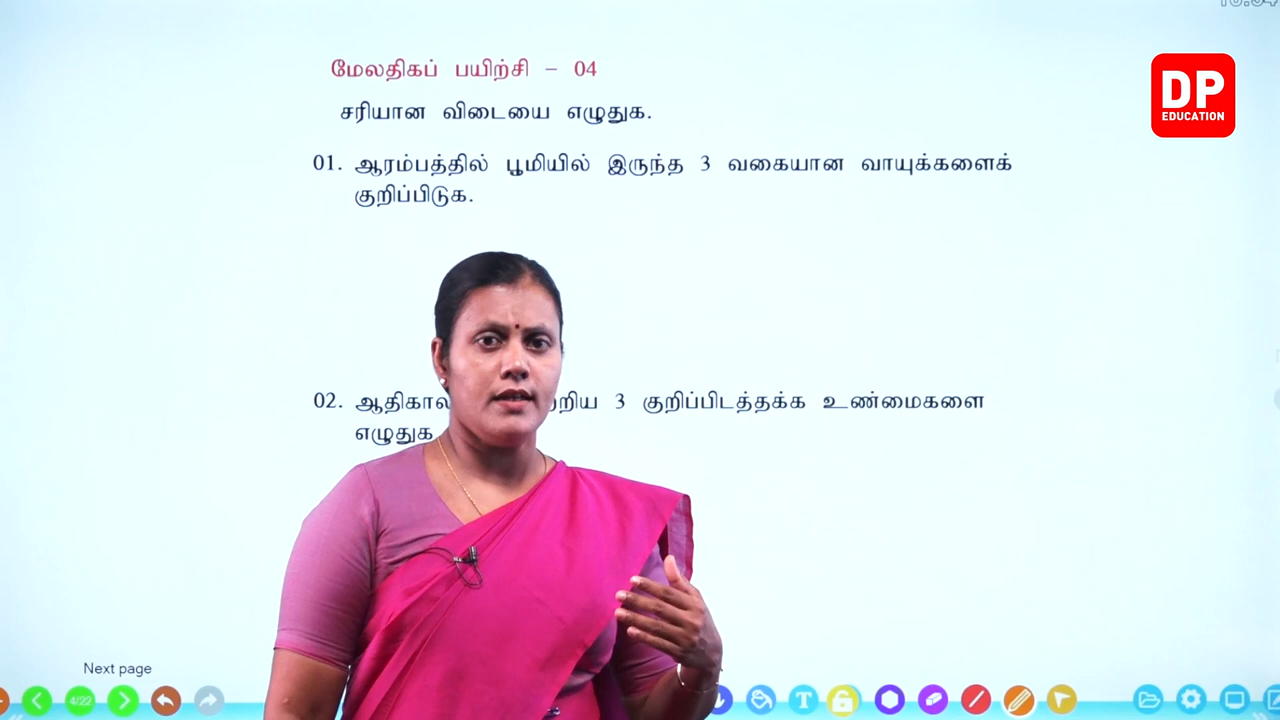 மேலதிகப் பயிற்சி – 04
DP
EDUCATION
சரியான விடையை எழுதுக.
01. ஆரம்பத்தில் பூமியில் இருந்த 3 வகையான வாயுக்களைக்
குறிப்பிடுக.
02. 3 குறிப்பிடத்தக்க உண்மைகளை
எழுதுக
Next page
4/22
T